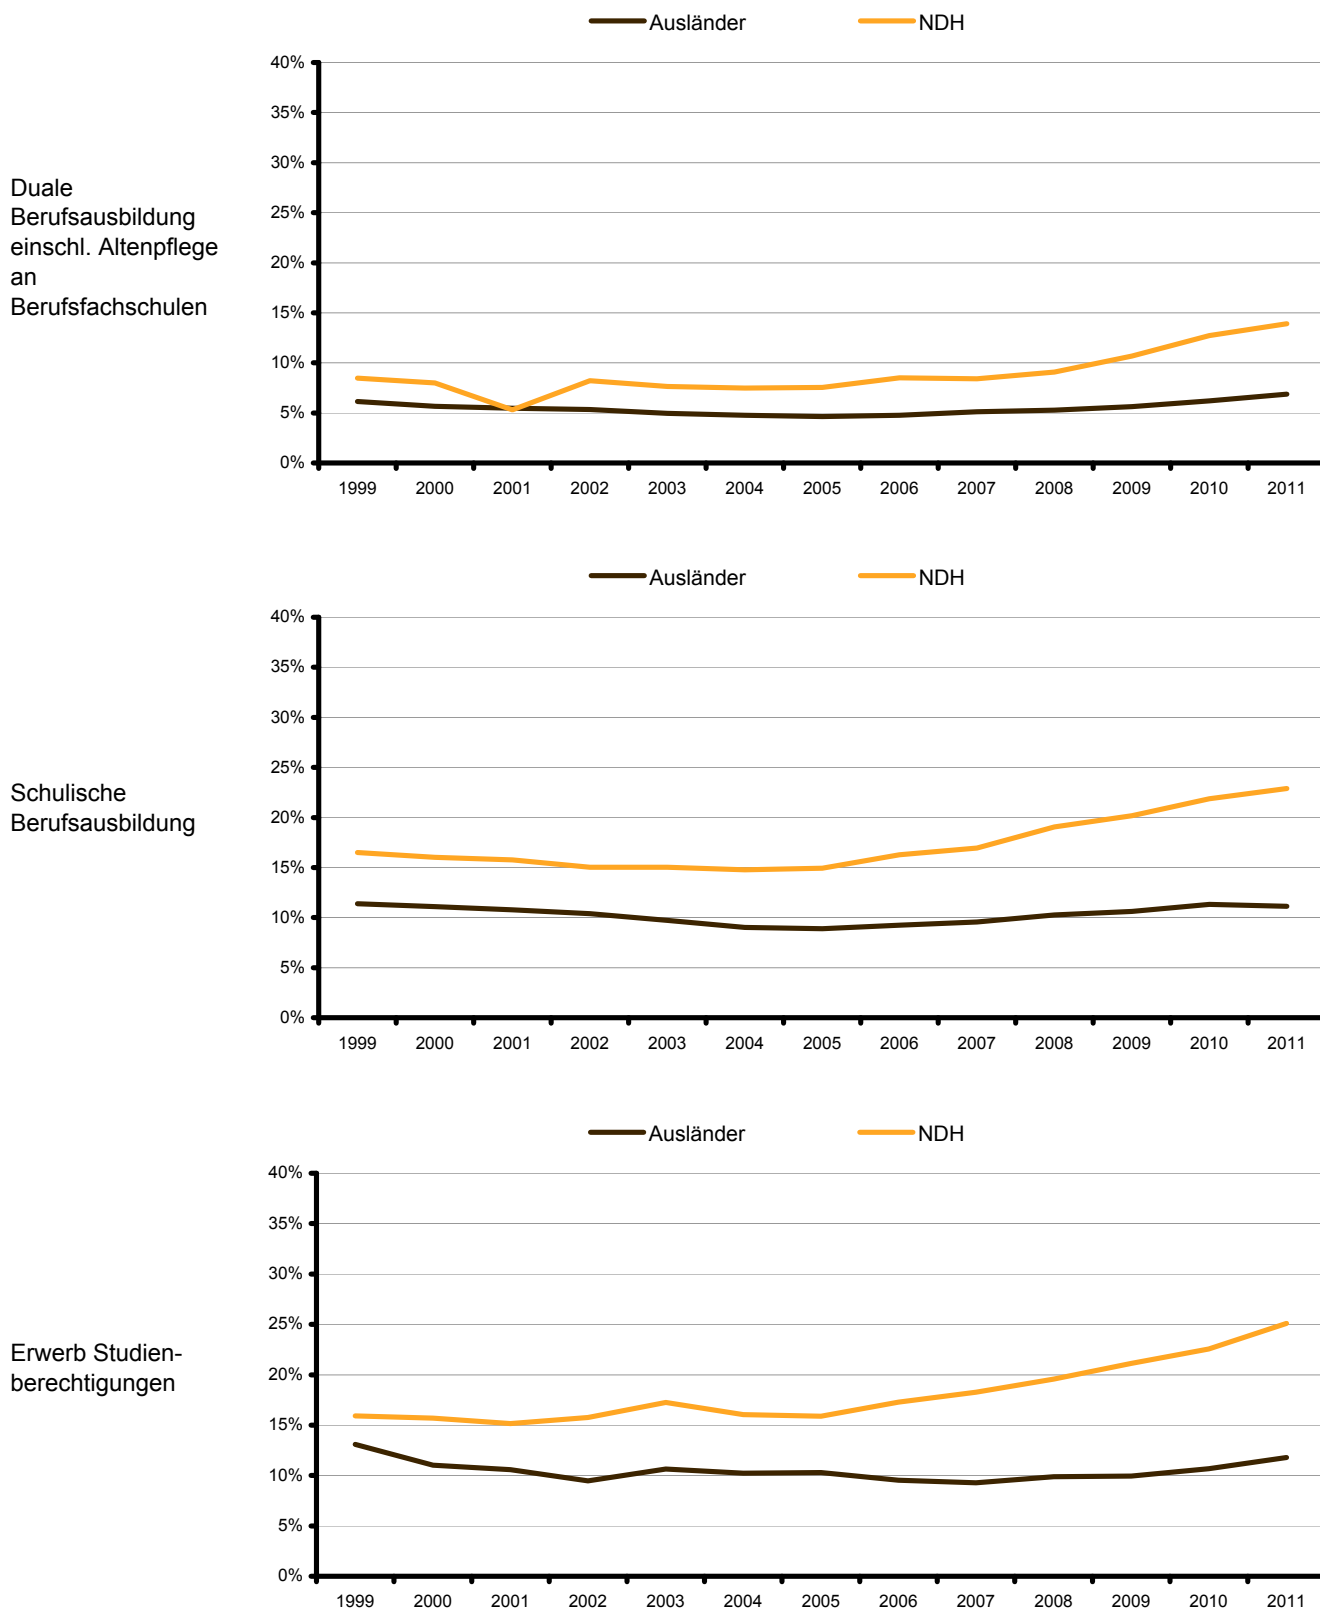 Ausländer NDH
40%
35%
30%
25%
20%
15%
10%
5%
0%
Duale
Berufsausbildung
einschl. Altenpflege
an
Berufsfachschulen
1999 2000 2001 2002 2003 2004 2005 2006 2007 2008 2009 2010 2011
Ausländer NDH
40%
35%
30%
25%
20%
15%
10%
5%
0%
Schulische
Berufsausbildung
1999 2000 2001 2002 2003 2004 2005 2006 2007 2008 2009 2010 2011
Ausländer NDH
40%
35%
30%
25%
20%
15%
10%
5%
0%
Erwerb Studien-
berechtigungen
1999 2000 2001 2002 2003 2004 2005 2006 2007 2008 2009 2010 2011